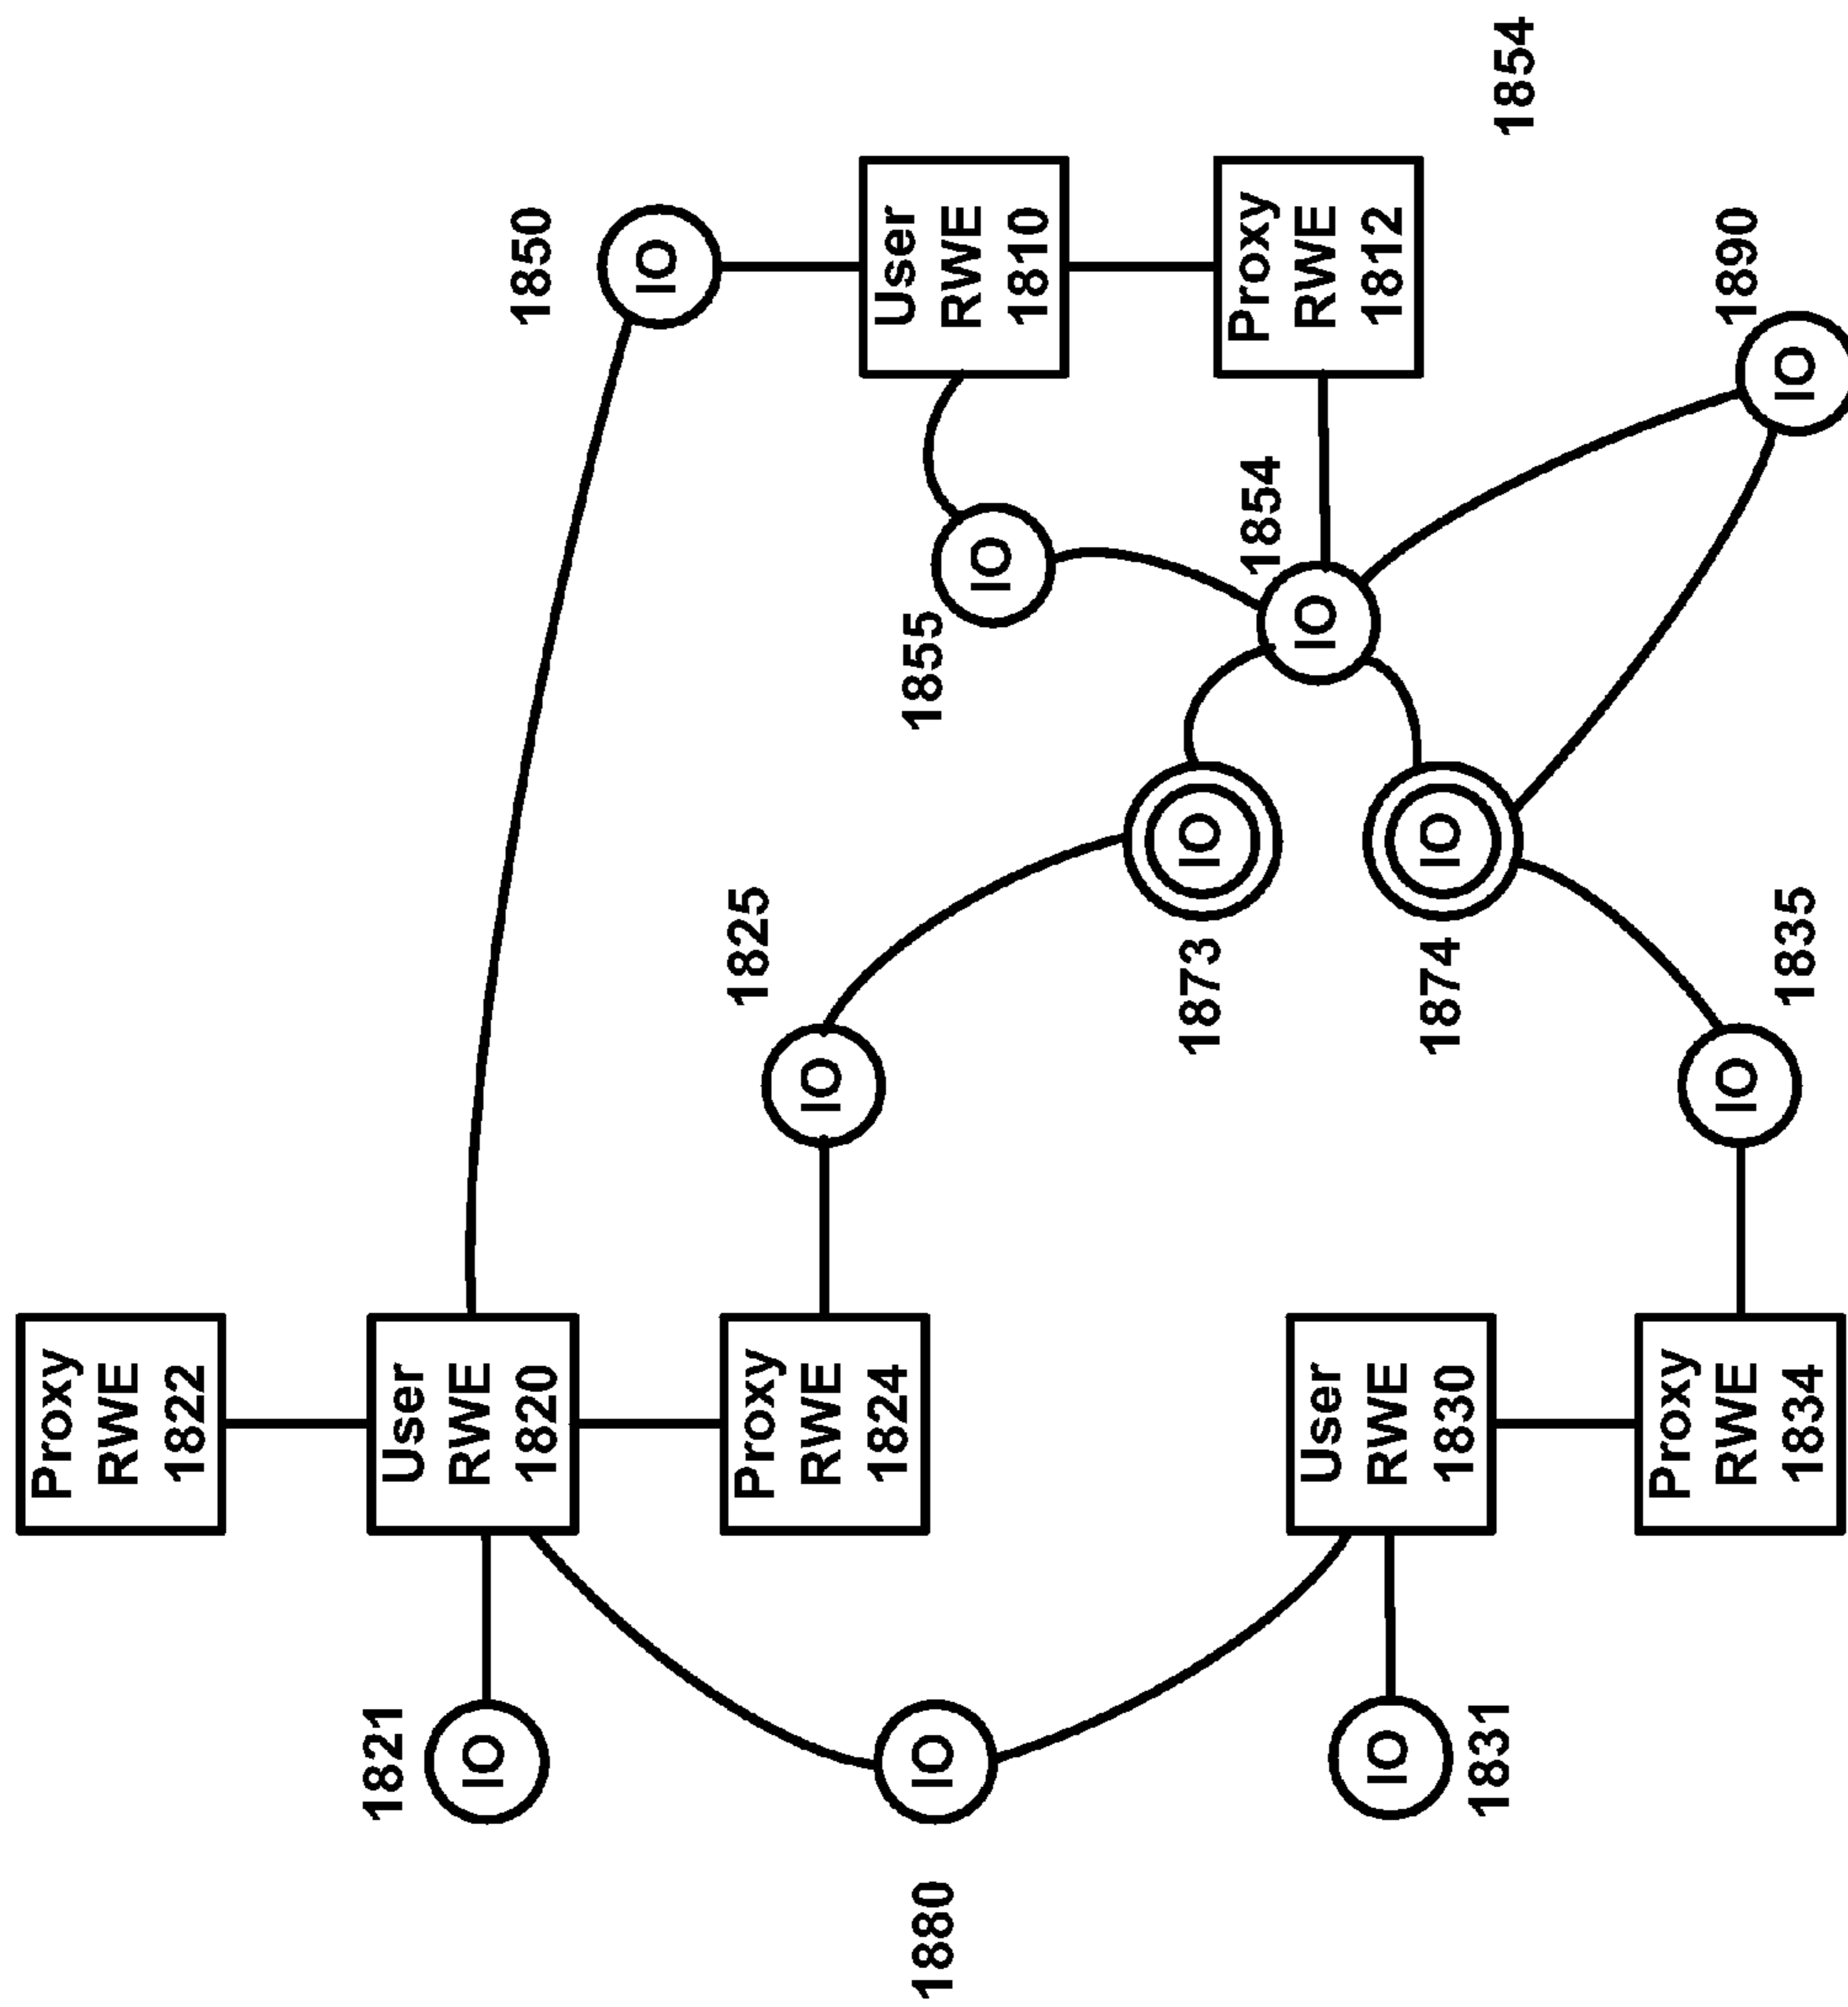 Proxy
RWE
1822
1821
IO
User
RWE
1820
1850
IO
Proxy
RWE
1824
1825
IO
User
RWE
1810
1880
IO
1855
IO
1873
IO
1854
IO
Proxy
RWE
1812
User
RWE
1830
1831
IO
1874
IO
1854
Proxy
RWE
1834
1835
IO
1890
IO